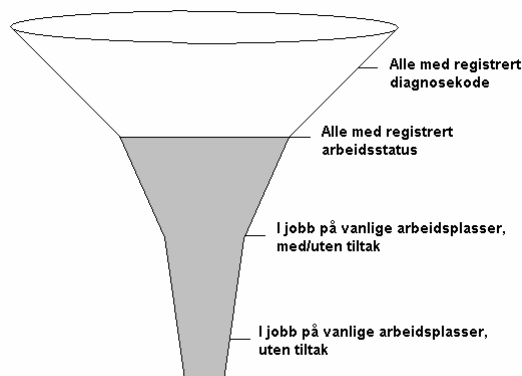 Alle med registrert
diagnosekode
Alle med registrert
arbeidsstatus
I jobb på vanlige arbeidsplasser,
med/uten tiltak
I jobb på vanlige arbeidsplasser,
uten tiltak